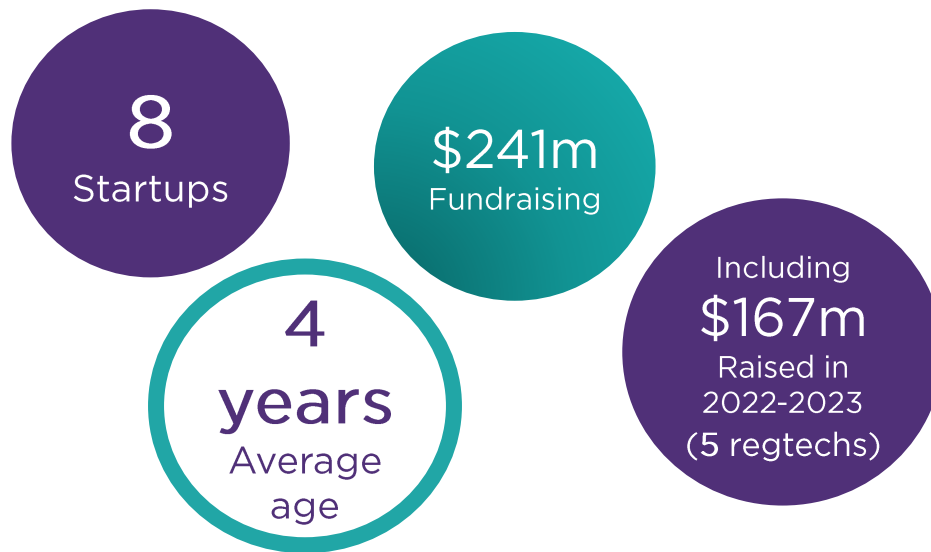 8
Startups
$241m
Fundraising
4
years
Average
age
Including
$167m
Raised in
2022-2023
(5 regtechs)